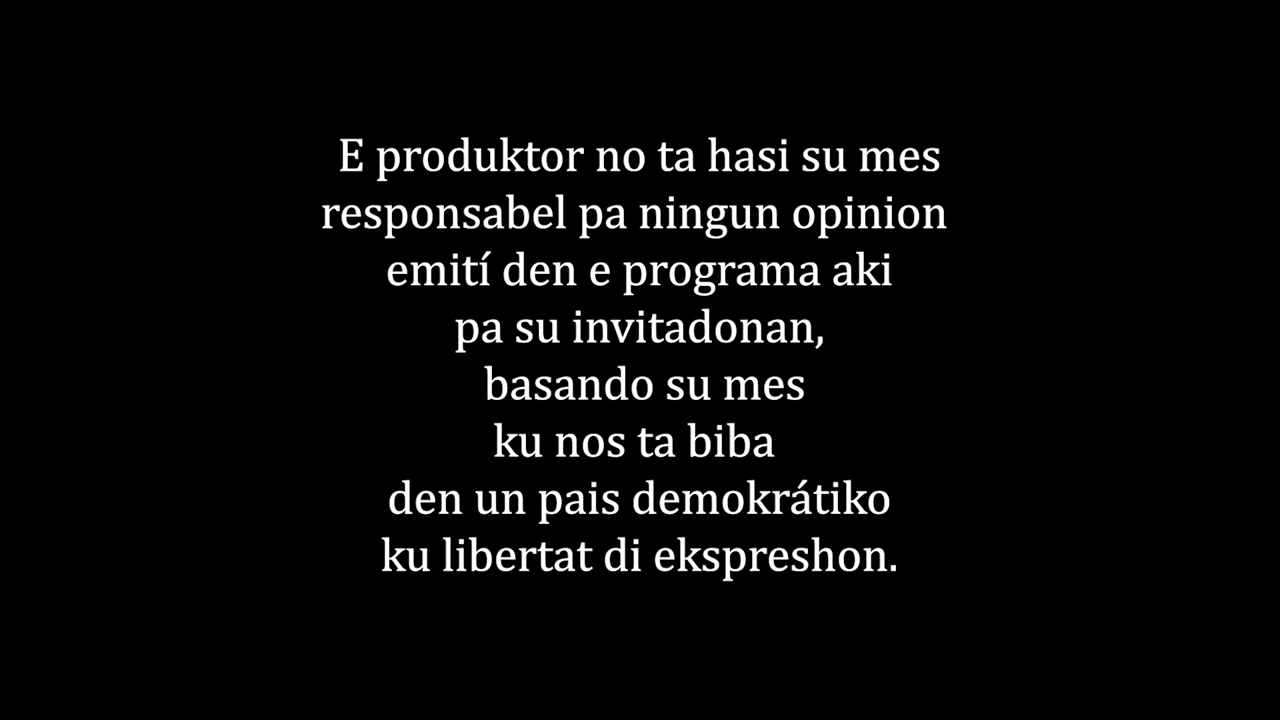 E produktor no ta hasi su mes
responsabel pa ningun opinion
emití den e programa aki
pa su invitadonan,
basando su mes
ku nos ta biba
den un pais demokrátiko
ku libertat di ekspreshon.